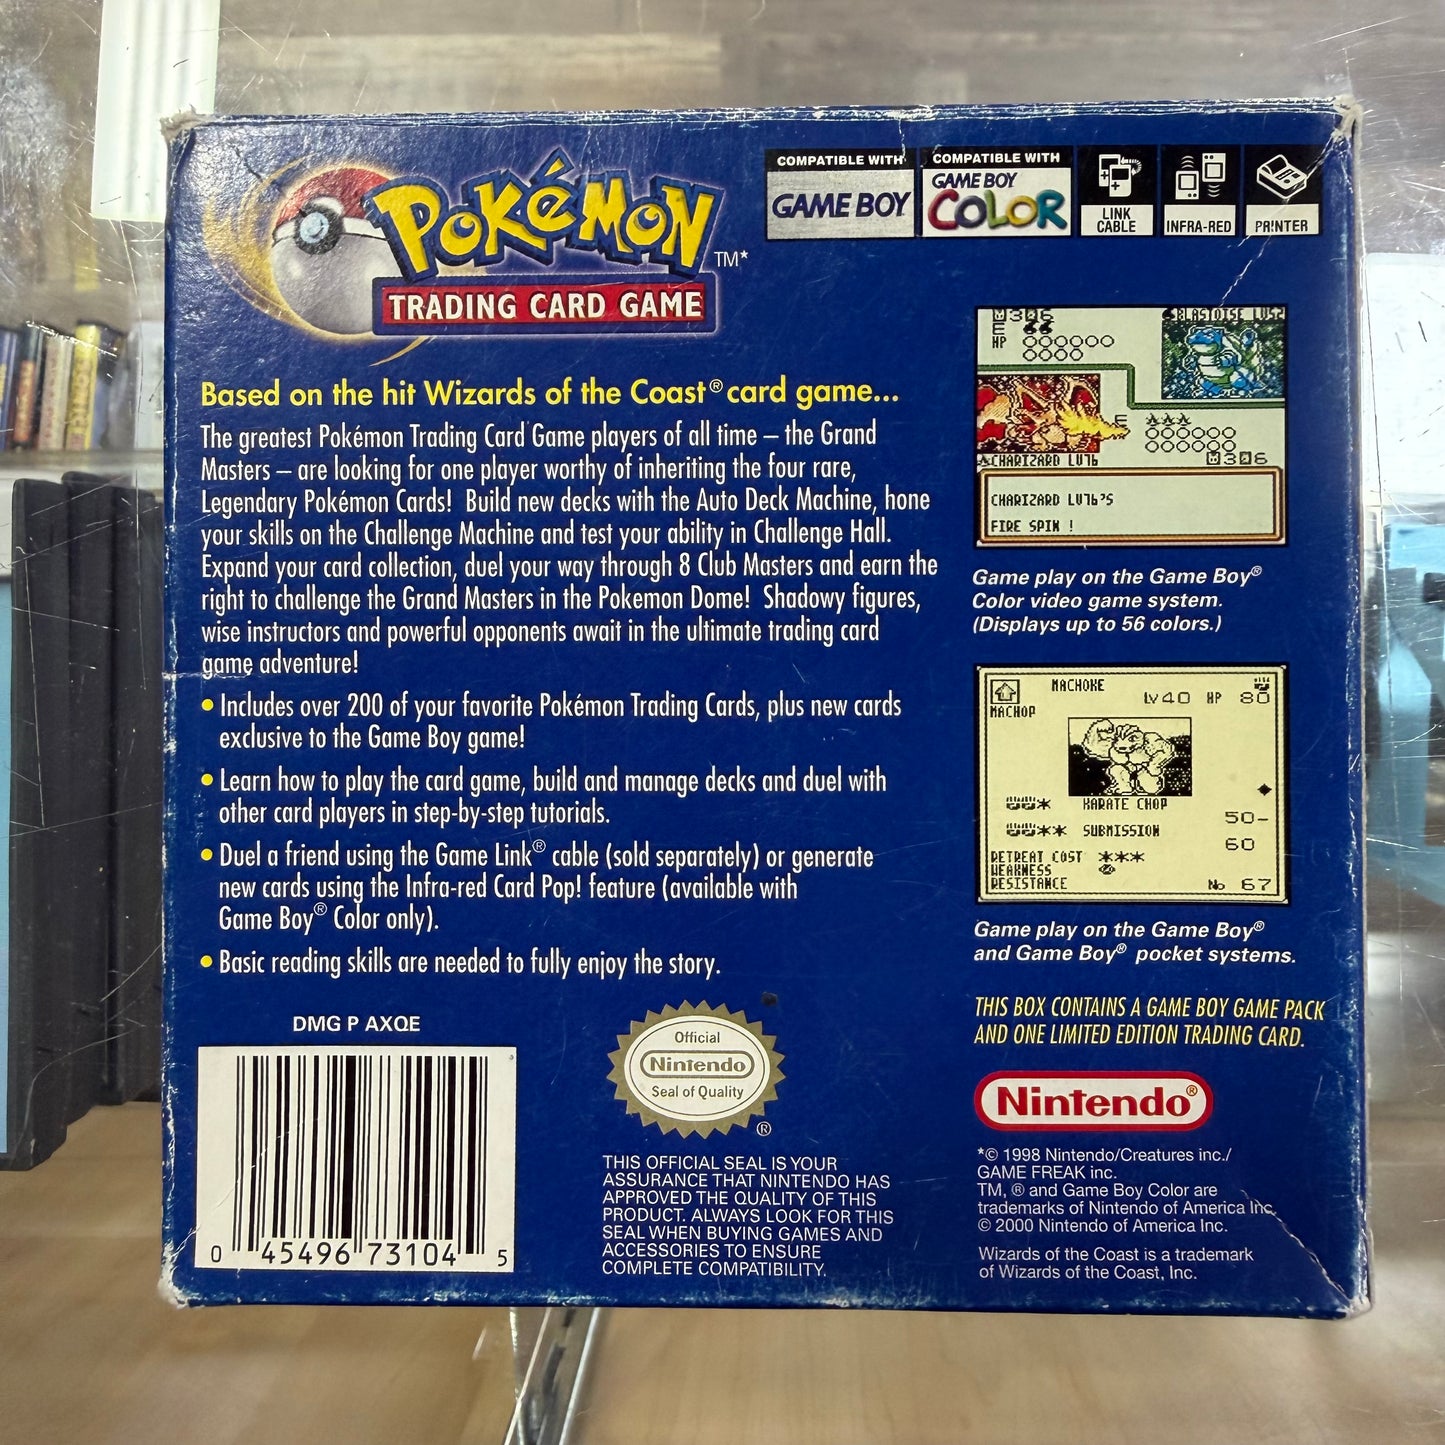 POKéMON
TM*
TRADING CARD GAME
COMPATIBLE WITH
GAME BOY
COMPATIBLE WITH
GAME BOY
COLOR
LINK
CABLE
INFRA-RED
PRINTER
Based on the hit Wizards of the Coast® card game...
The greatest Pokémon Trading Card Game players of all time – the Grand
Masters – are looking for one player worthy of inheriting the four rare,
Legendary Pokémon Cards! Build new decks with the Auto Deck Machine, hone
your skills on the Challenge Machine and test your ability in Challenge Hall.
Expand your card collection, duel your way through 8 Club Masters and earn the
right to challenge the Grand Masters in the Pokemon Dome! Shadowy figures,
wise instructors and powerful opponents await in the ultimate trading card
game adventure!
• Includes over 200 of your favorite Pokémon Trading Cards, plus new cards
exclusive to the Game Boy game!
• Learn how to play the card game, build and manage decks and duel with
other card players in step-by-step tutorials.
• Duel a friend using the Game Link® cable (sold separately) or generate
new cards using the Infra-red Card Pop! feature (available with
Game Boy® Color only).
• Basic reading skills are needed to fully enjoy the story.
BLASTOISE LV52
E
HP
E
CHARIZARD LV76
CHARIZARD LV76'S
FIRE SPIN !
Game play on the Game Boy®
Color video game system.
(Displays up to 56 colors.)
MACHOKE
LV40 HP 80
MACHOP
KARATE CHOP
50-
SUBMISSION
60
RETREAT COST
WEAKNESS
RESISTANCE
No 67
Game play on the Game Boy®
and Game Boy® pocket systems.
THIS BOX CONTAINS A GAME BOY GAME PACK
AND ONE LIMITED EDITION TRADING CARD.
DMG P AXQE
0 45496 73104 5
Official
Nintendo
Seal of Quality
®
THIS OFFICIAL SEAL IS YOUR
ASSURANCE THAT NINTENDO HAS
APPROVED THE QUALITY OF THIS
PRODUCT. ALWAYS LOOK FOR THIS
SEAL WHEN BUYING GAMES AND
ACCESSORIES TO ENSURE
COMPLETE COMPATIBILITY.
Nintendo®
*© 1998 Nintendo/Creatures inc./
GAME FREAK inc.
TM, ® and Game Boy Color are
trademarks of Nintendo of America Inc.
© 2000 Nintendo of America Inc.
Wizards of the Coast is a trademark
of Wizards of the Coast, Inc.